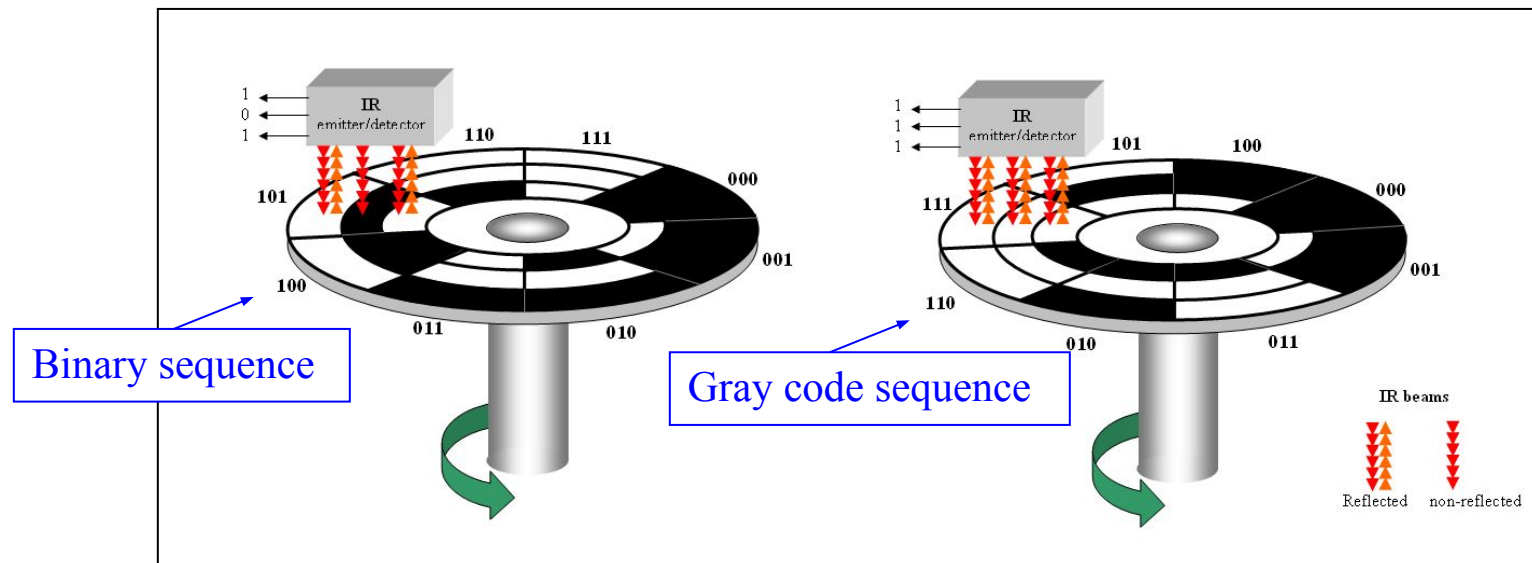 1
0
1
IR
emitter/detector
110
111
101
000
100
001
011
010
Binary sequence
1
1
1
IR
emitter/detector
101
100
111
000
110
001
010
011
Gray code sequence
IR beams
Reflected
non-reflected